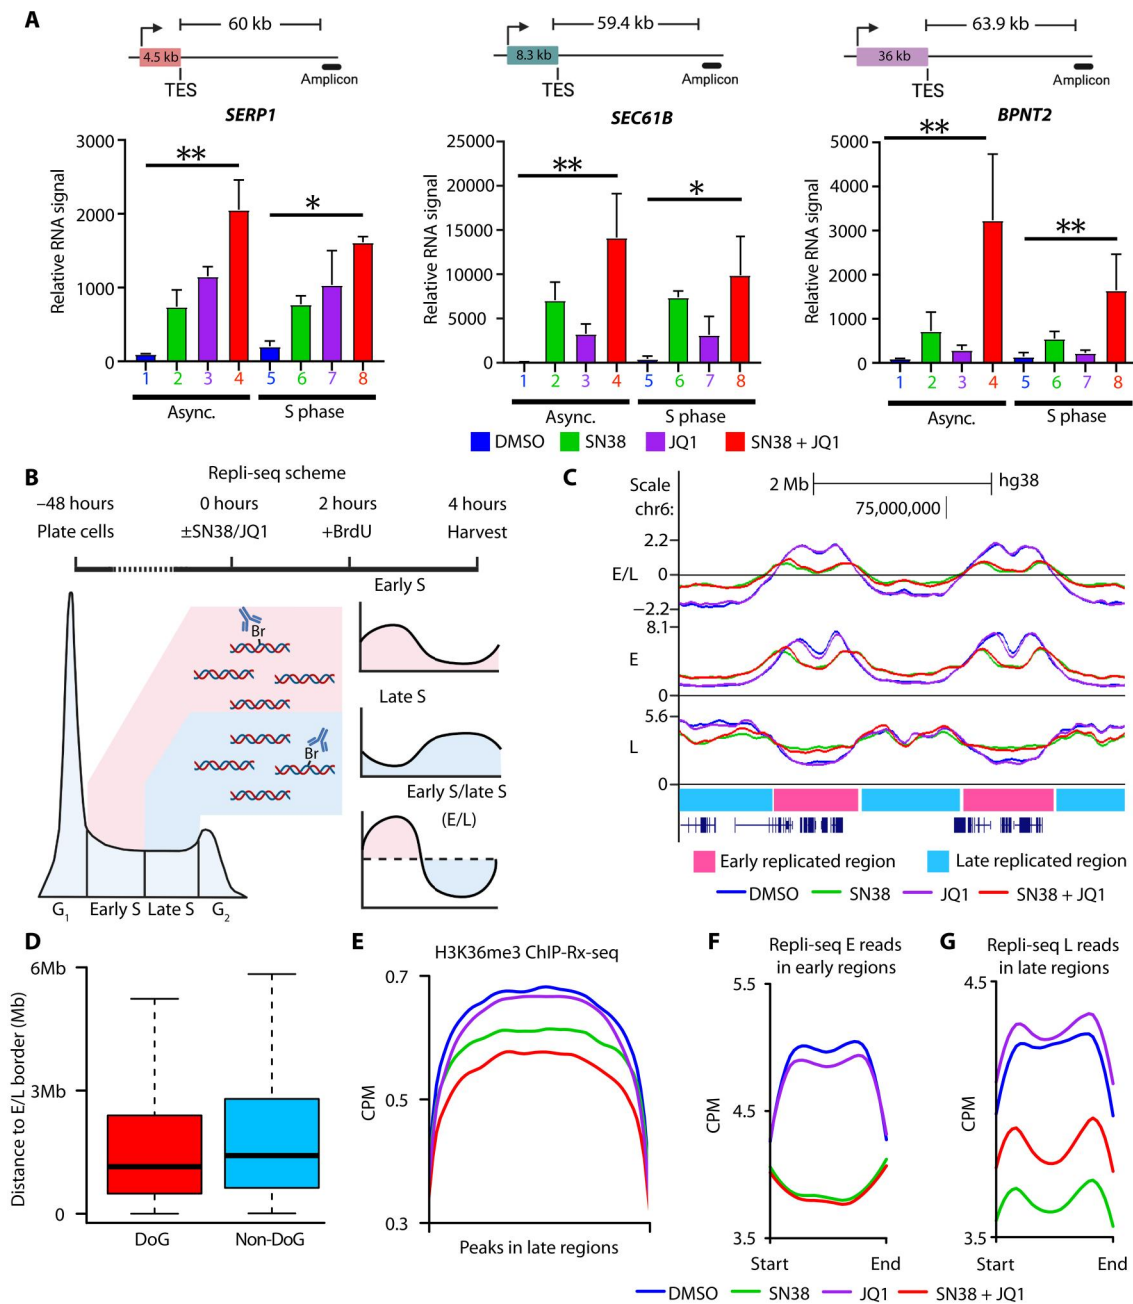 A
60 kb
4.5 kb
TES
Amplicon
SERP1
3000
2000
1000
0
Relative RNA signal
**
*
1 2 3 4 5 6 7 8
Async.
S phase
59.4 kb
8.3 kb
TES
Amplicon
SEC61B
25000
20000
15000
10000
5000
0
Relative RNA signal
**
*
1 2 3 4 5 6 7 8
Async.
S phase
63.9 kb
36 kb
TES
Amplicon
BPNT2
5000
4000
3000
2000
1000
0
Relative RNA signal
**
**
1 2 3 4 5 6 7 8
Async.
S phase
DMSO SN38 JQ1 SN38 + JQ1
B
Repli-seq scheme
−48 hours 0 hours 2 hours 4 hours
Plate cells ±SN38/JQ1 +BrdU Harvest
Br
Br
G1 Early S Late S G2
Early S
Late S
Early S/late S
(E/L)
C
Scale 2 Mb hg38
chr6: 75,000,000
2.2
E/L 0
−2.2
8.1
E
0
5.6
L
0
Early replicated region Late replicated region
DMSO SN38 JQ1 SN38 + JQ1
D
6Mb
3Mb
0
Distance to E/L border (Mb)
DoG Non-DoG
E
H3K36me3 ChIP-Rx-seq
0.7
0.5
0.3
CPM
Peaks in late regions
F
Repli-seq E reads
in early regions
5.5
4.5
3.5
CPM
Start End
G
Repli-seq L reads
in late regions
4.5
3.5
CPM
Start End
DMSO SN38 JQ1 SN38 + JQ1